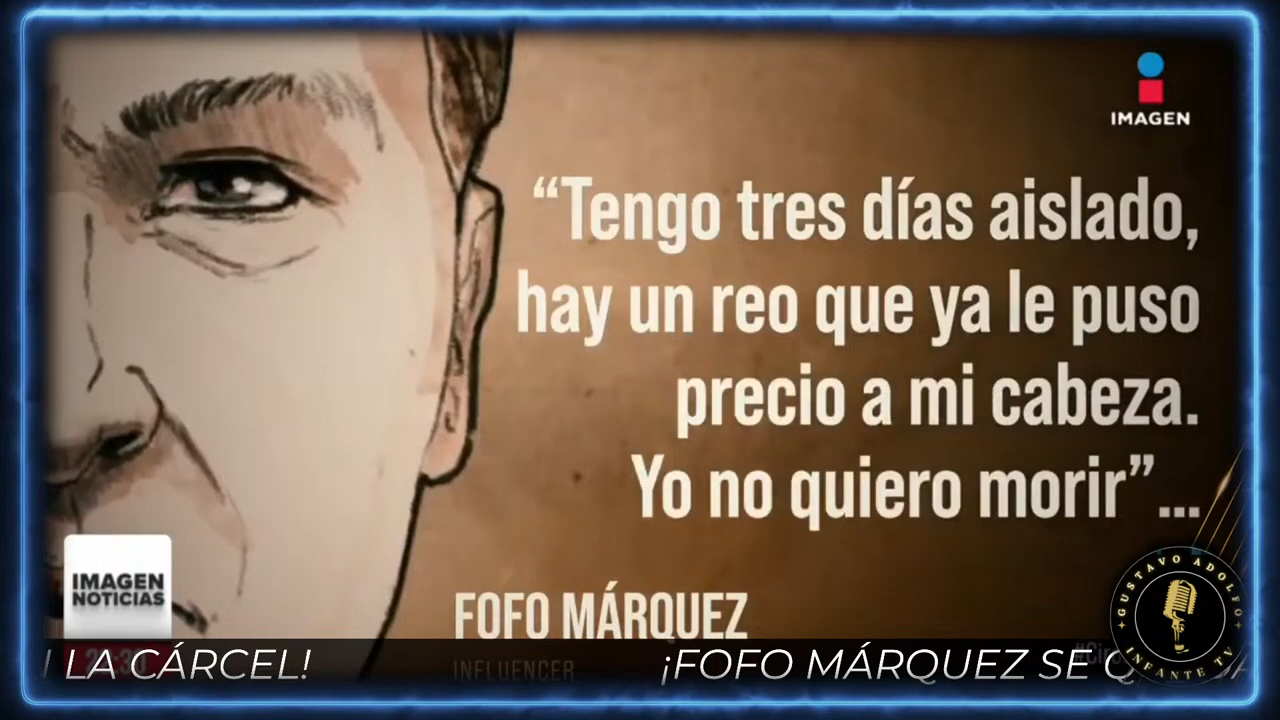 IMAGEN
“Tengo tres días aislado,
hay un reo que ya le puso
precio a mi cabeza.
Yo no quiero morir”...
IMAGEN
NOTICIAS
FOFO MÁRQUEZ
INFLUENCER
LA CÁRCEL!
¡FOFO MÁRQUEZ SE
GUSTAVO ADOLFO
INFANTE TV